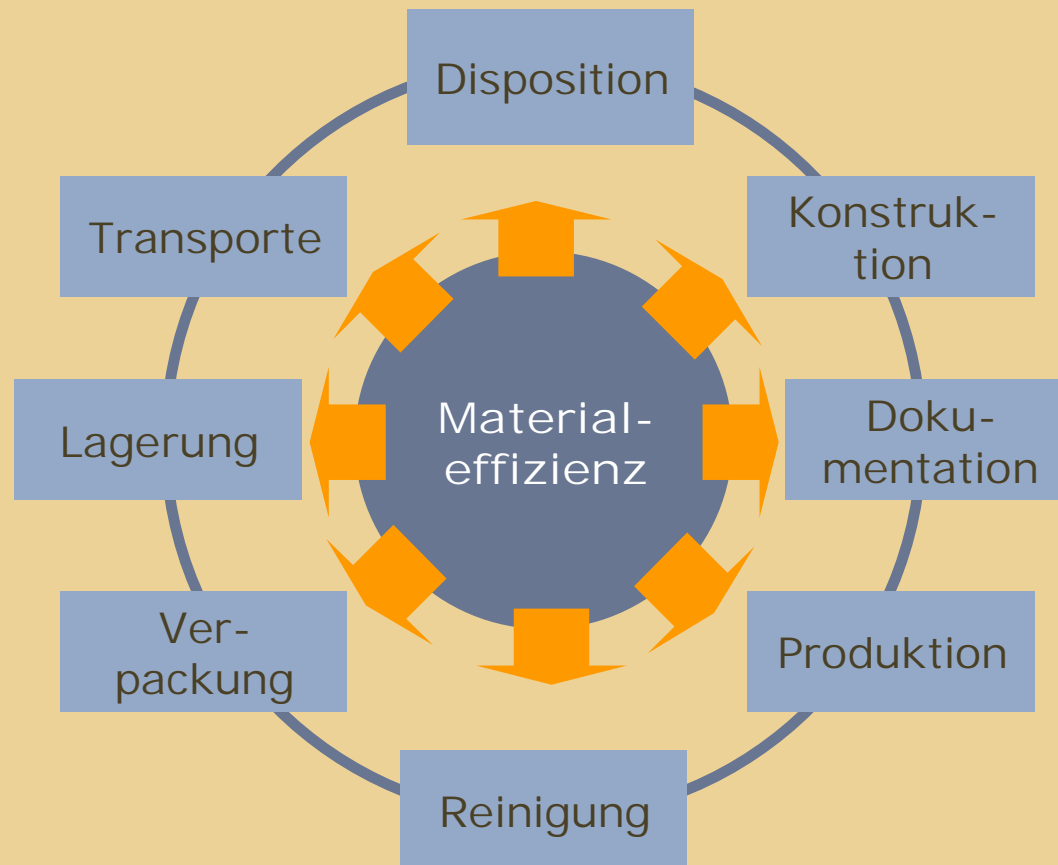 Disposition
Transporte
Konstruk-
tion
Material-
effizienz
Lagerung
Doku-
mentation
Ver-
packung
Produktion
Reinigung